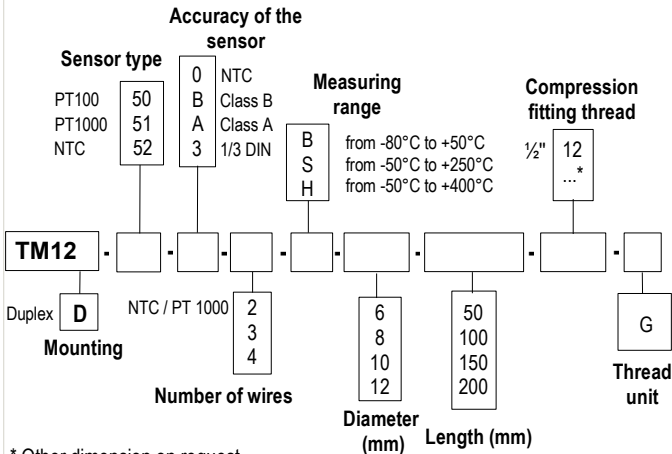 Accuracy of the
sensor
Sensor type
0 NTC
PT100 50 B Class B
PT1000 51 A Class A
NTC 52 3 1/3 DIN
Measuring
range
B from -80°C to +50°C
S from -50°C to +250°C
H from -50°C to +400°C
Compression
fitting thread
½" 12
...*
TM12 - - - - - - - -
Duplex D
Mounting
NTC / PT 1000 2
3
4
Number of wires
6
8
10
12
Diameter
(mm)
50
100
150
200
Length (mm)
G
Thread
unit
* Other dimension on request